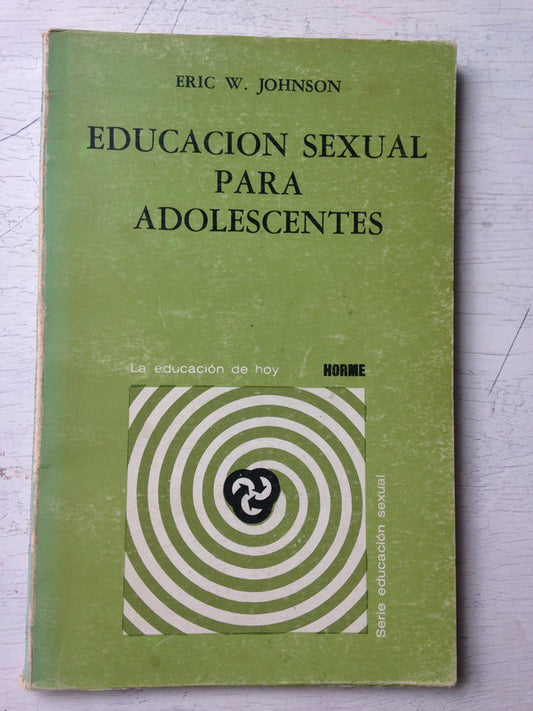 ERIC W. JOHNSON
EDUCACION SEXUAL
PARA
ADOLESCENTES
La educación de hoy
HORME
Serie educación sexual